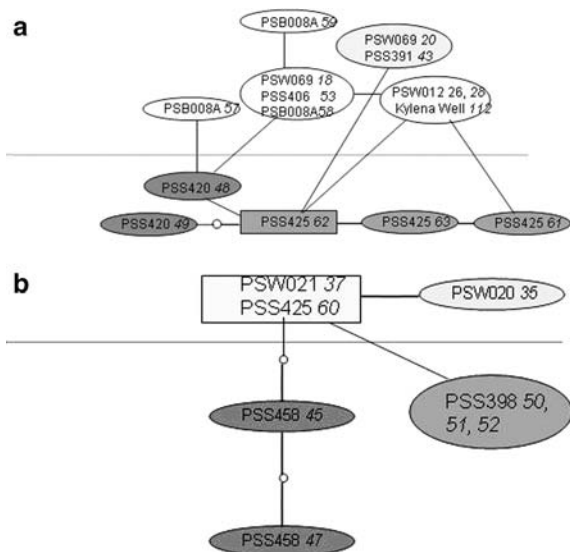 a
PSB008A 59
PSW069 20
PSS391 43
PSW069 18
PSS406 53
PSB008A58
PSW012 26, 28
Kylena Well 112
PSB008A 57
PSS420 48
PSS420 49
PSS425 62
PSS425 63
PSS425 61
b
PSW021 37
PSS425 60
PSW020 35
PSS458 45
PSS398 50,
51, 52
PSS458 47